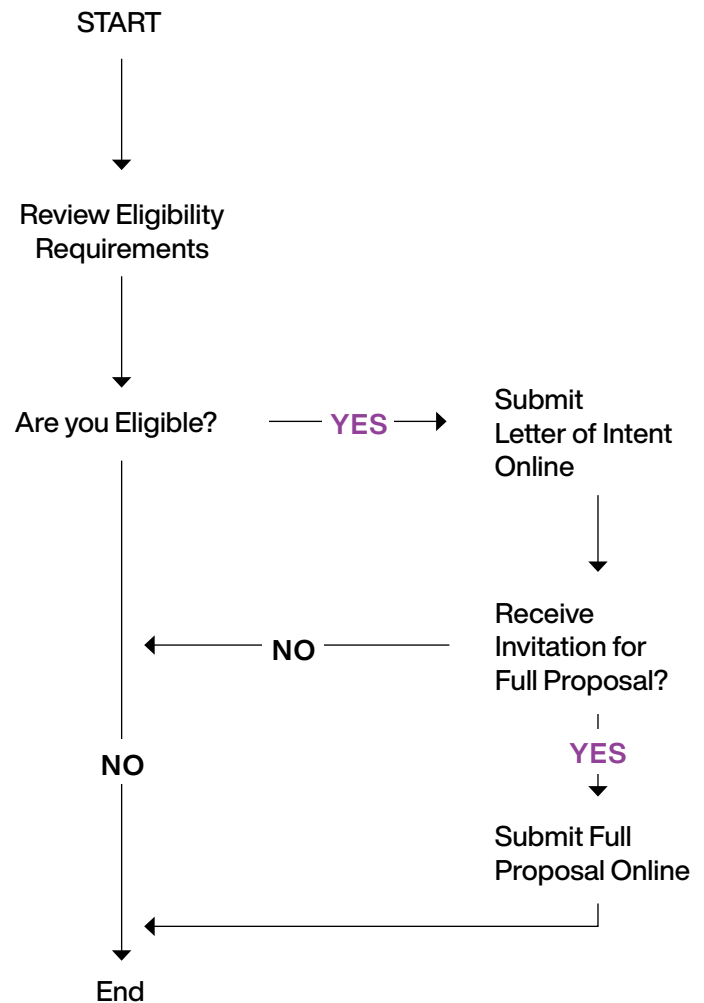 START
Review Eligibility
Requirements
Are you Eligible?
YES
Submit
Letter of Intent
Online
Receive
Invitation for
Full Proposal?
NO
YES
NO
Submit Full
Proposal Online
End